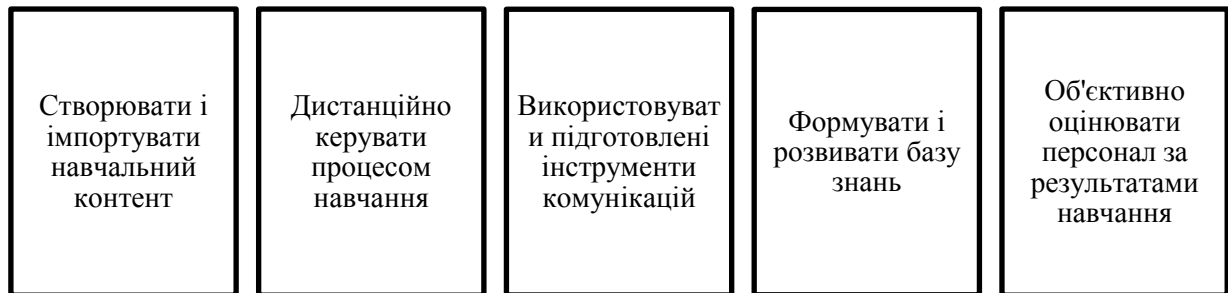 Створювати і
імпортувати
навчальний
контент
Дистанційно
керувати
процесом
навчання
Використовуват
и підготовлені
інструменти
комунікацій
Формувати і
розвивати базу
знань
Об'єктивно
оцінювати
персонал за
результатами
навчання